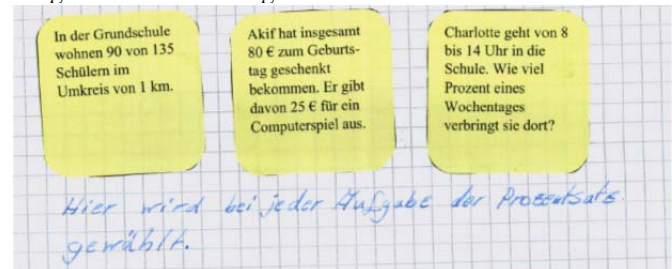 In der Grundschule
wohnen 90 von 135
Schülern im
Umkreis von 1 km.
Akif hat insgesamt
80 € zum Geburts-
tag geschenkt
bekommen. Er gibt
davon 25 € für ein
Computerspiel aus.
Charlotte geht von 8
bis 14 Uhr in die
Schule. Wie viel
Prozent eines
Wochentages
verbringt sie dort?
Hier wird bei jeder Aufgabe der Prozentsatz
gewählt.